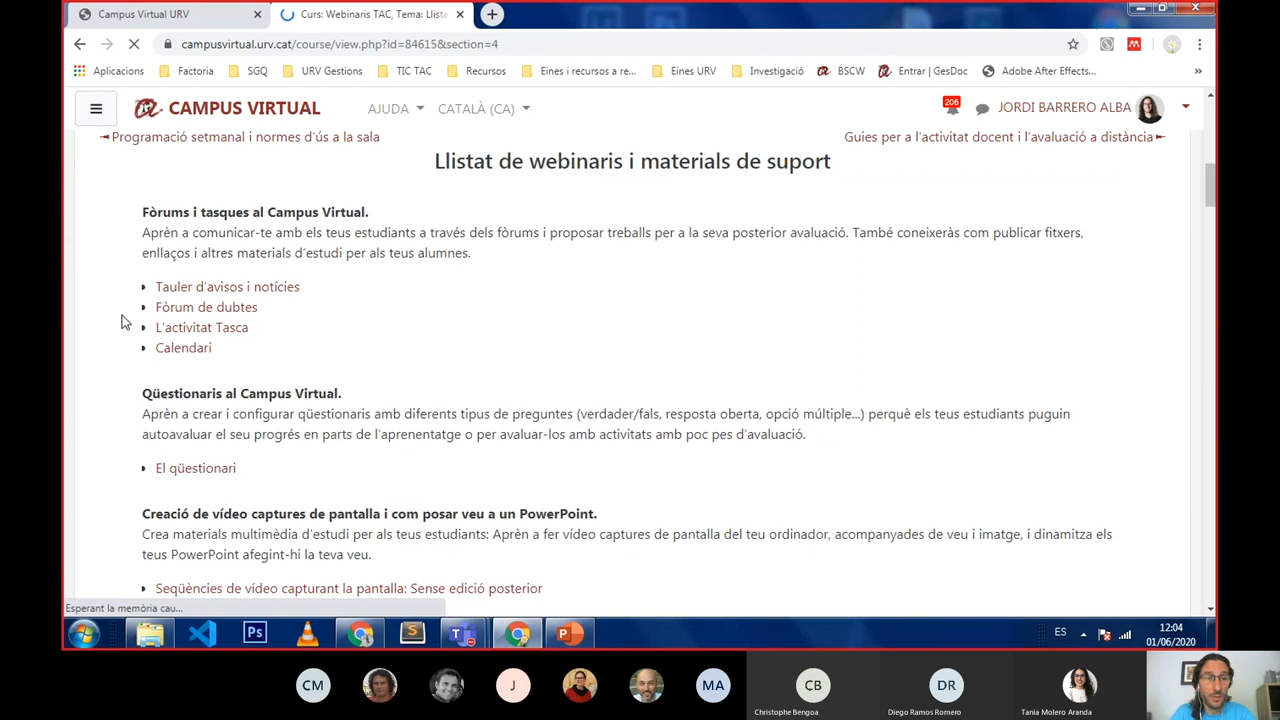 Campus Virtual URV
Curs: Webinaris TAC, Tema: Llista
campusvirtual.urv.cat/course/view.php?id=84615&section=4
Aplicacions
Factoria
SGQ
URV Gestions
TIC TAC
Recursos
Eines i recursos a re...
Eines URV
Investigació
BSCW
Entrar | GesDoc
Adobe After Effects...
CAMPUS VIRTUAL
AJUDA
CATALÀ (CA)
206
JORDI BARRERO ALBA
Programació setmanal i normes d'ús a la sala
Guies per a l'activitat docent i l'avaluació a distància
Llistat de webinaris i materials de suport
Fòrums i tasques al Campus Virtual.
Aprèn a comunicar-te amb els teus estudiants a través dels fòrums i proposar treballs per a la seva posterior avaluació. També coneixeràs com publicar fitxers,
enllaços i altres materials d'estudi per als teus alumnes.
Tauler d'avisos i notícies
Fòrum de dubtes
L'activitat Tasca
Calendari
Qüestionaris al Campus Virtual.
Aprèn a crear i configurar qüestionaris amb diferents tipus de preguntes (verdader/fals, resposta oberta, opció múltiple...) perquè els teus estudiants puguin
autoavaluar el seu progrés en parts de l'aprenentatge o per avaluar-los amb activitats amb poc pes d'avaluació.
El qüestionari
Creació de vídeo captures de pantalla i com posar veu a un PowerPoint.
Crea materials multimèdia d'estudi per als teus estudiants: Aprèn a fer vídeo captures de pantalla del teu ordinador, acompanyades de veu i imatge, i dinamitza els
teus PowerPoint afegint-hi la teva veu.
Seqüències de vídeo capturant la pantalla: Sense edició posterior
Esperant la memòria cau...
Ps
ES
12:04
01/06/2020
CM
J
MA
CB
DR
Christophe Bengoa
Diego Ramos Romero
Tania Molero Aranda